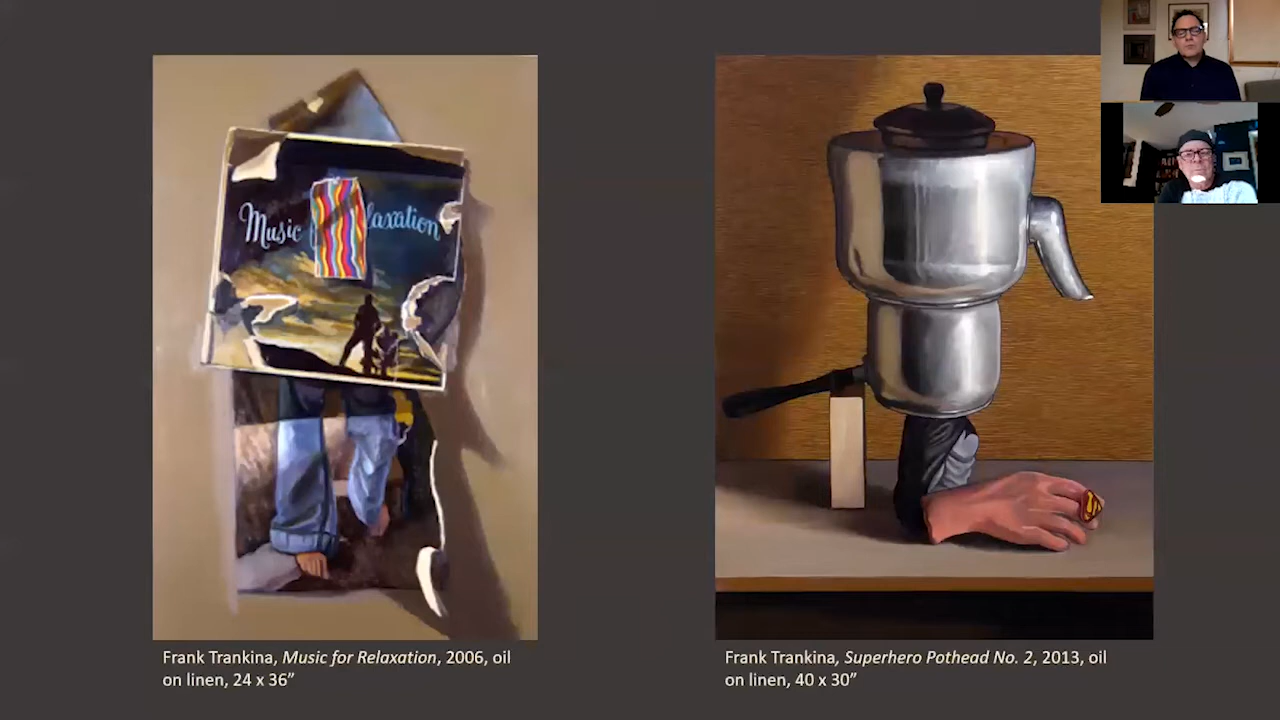 Music laxation
Frank Trankina, Music for Relaxation, 2006, oil
on linen, 24 x 36”
Frank Trankina, Superhero Pothead No. 2, 2013, oil
on linen, 40 x 30”